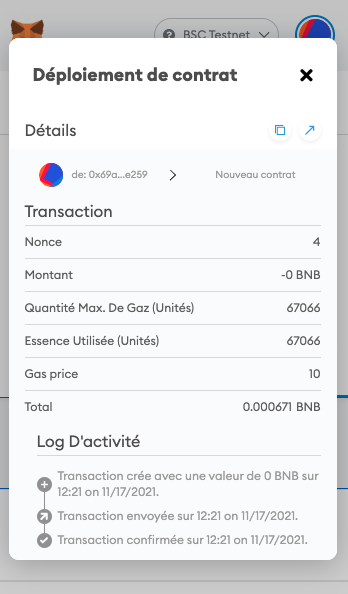 BSC Testnet
Déploiement de contrat
Détails
de: 0x69a...e259
Nouveau contrat
Transaction
Nonce 4
Montant -0 BNB
Quantité Max. De Gaz (Unités) 67066
Essence Utilisée (Unités) 67066
Gas price 10
Total 0.000671 BNB
Log D'activité
Transaction crée avec une valeur de 0 BNB sur
12:21 on 11/17/2021.
Transaction envoyée sur 12:21 on 11/17/2021.
Transaction confirmée sur 12:21 on 11/17/2021.